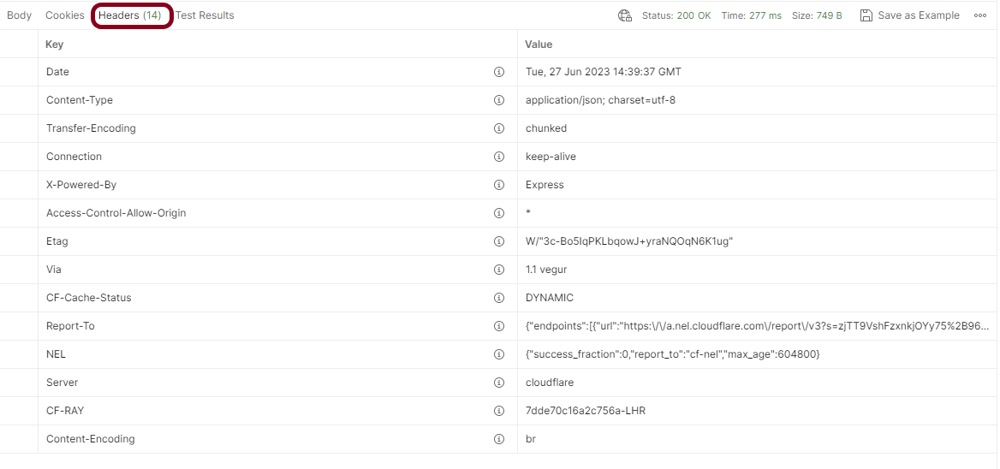 Body Cookies Headers (14) Test Results Status: 200 OK Time: 277 ms Size: 749 B Save as Example
Key Value
Date Tue, 27 Jun 2023 14:39:37 GMT
Content-Type application/json; charset=utf-8
Transfer-Encoding chunked
Connection keep-alive
X-Powered-By Express
Access-Control-Allow-Origin *
Etag W/"3c-Bo5IqPKLbqowJ+yraNQOqN6K1ug"
Via 1.1 vegur
CF-Cache-Status DYNAMIC
Report-To {"endpoints":[{"url":"https:\/\/a.nel.cloudflare.com\/report\/v3?s=zjTT9VshFzxnkjOYy75%2B96...
NEL {"success_fraction":0,"report_to":"cf-nel","max_age":604800}
Server cloudflare
CF-RAY 7dde70c16a2c756a-LHR
Content-Encoding br